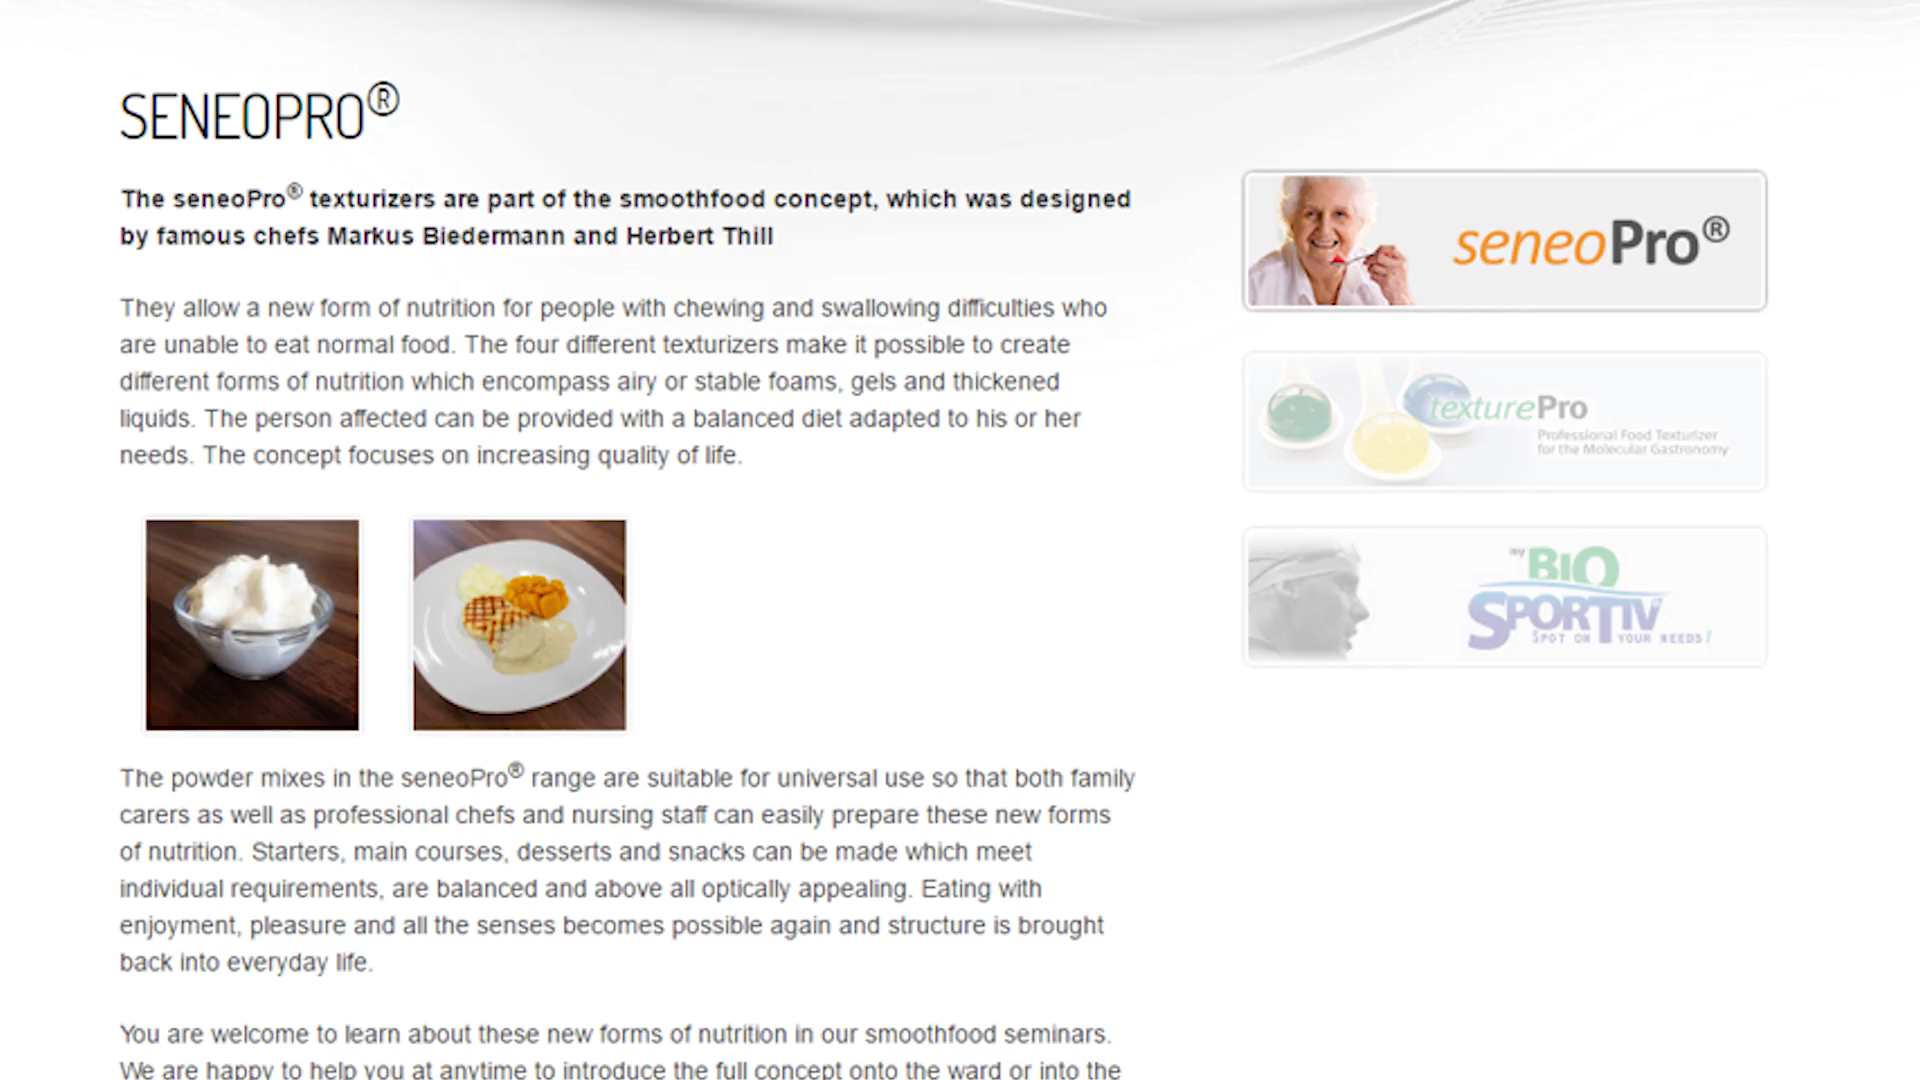 SENEOPRO®
The seneoPro® texturizers are part of the smoothfood concept, which was designed
by famous chefs Markus Biedermann and Herbert Thill
They allow a new form of nutrition for people with chewing and swallowing difficulties who
are unable to eat normal food. The four different texturizers make it possible to create
different forms of nutrition which encompass airy or stable foams, gels and thickened
liquids. The person affected can be provided with a balanced diet adapted to his or her
needs. The concept focuses on increasing quality of life.
The powder mixes in the seneoPro® range are suitable for universal use so that both family
carers as well as professional chefs and nursing staff can easily prepare these new forms
of nutrition. Starters, main courses, desserts and snacks can be made which meet
individual requirements, are balanced and above all optically appealing. Eating with
enjoyment, pleasure and all the senses becomes possible again and structure is brought
back into everyday life.
You are welcome to learn about these new forms of nutrition in our smoothfood seminars.
We are happy to help you at anytime to introduce the full concept onto the ward or into the
seneoPro®
texturePro
Professional Food Texturizer
for the Molecular Gastronomy
my BIO
SPORTIV
SPOT ON YOUR NEEDS!